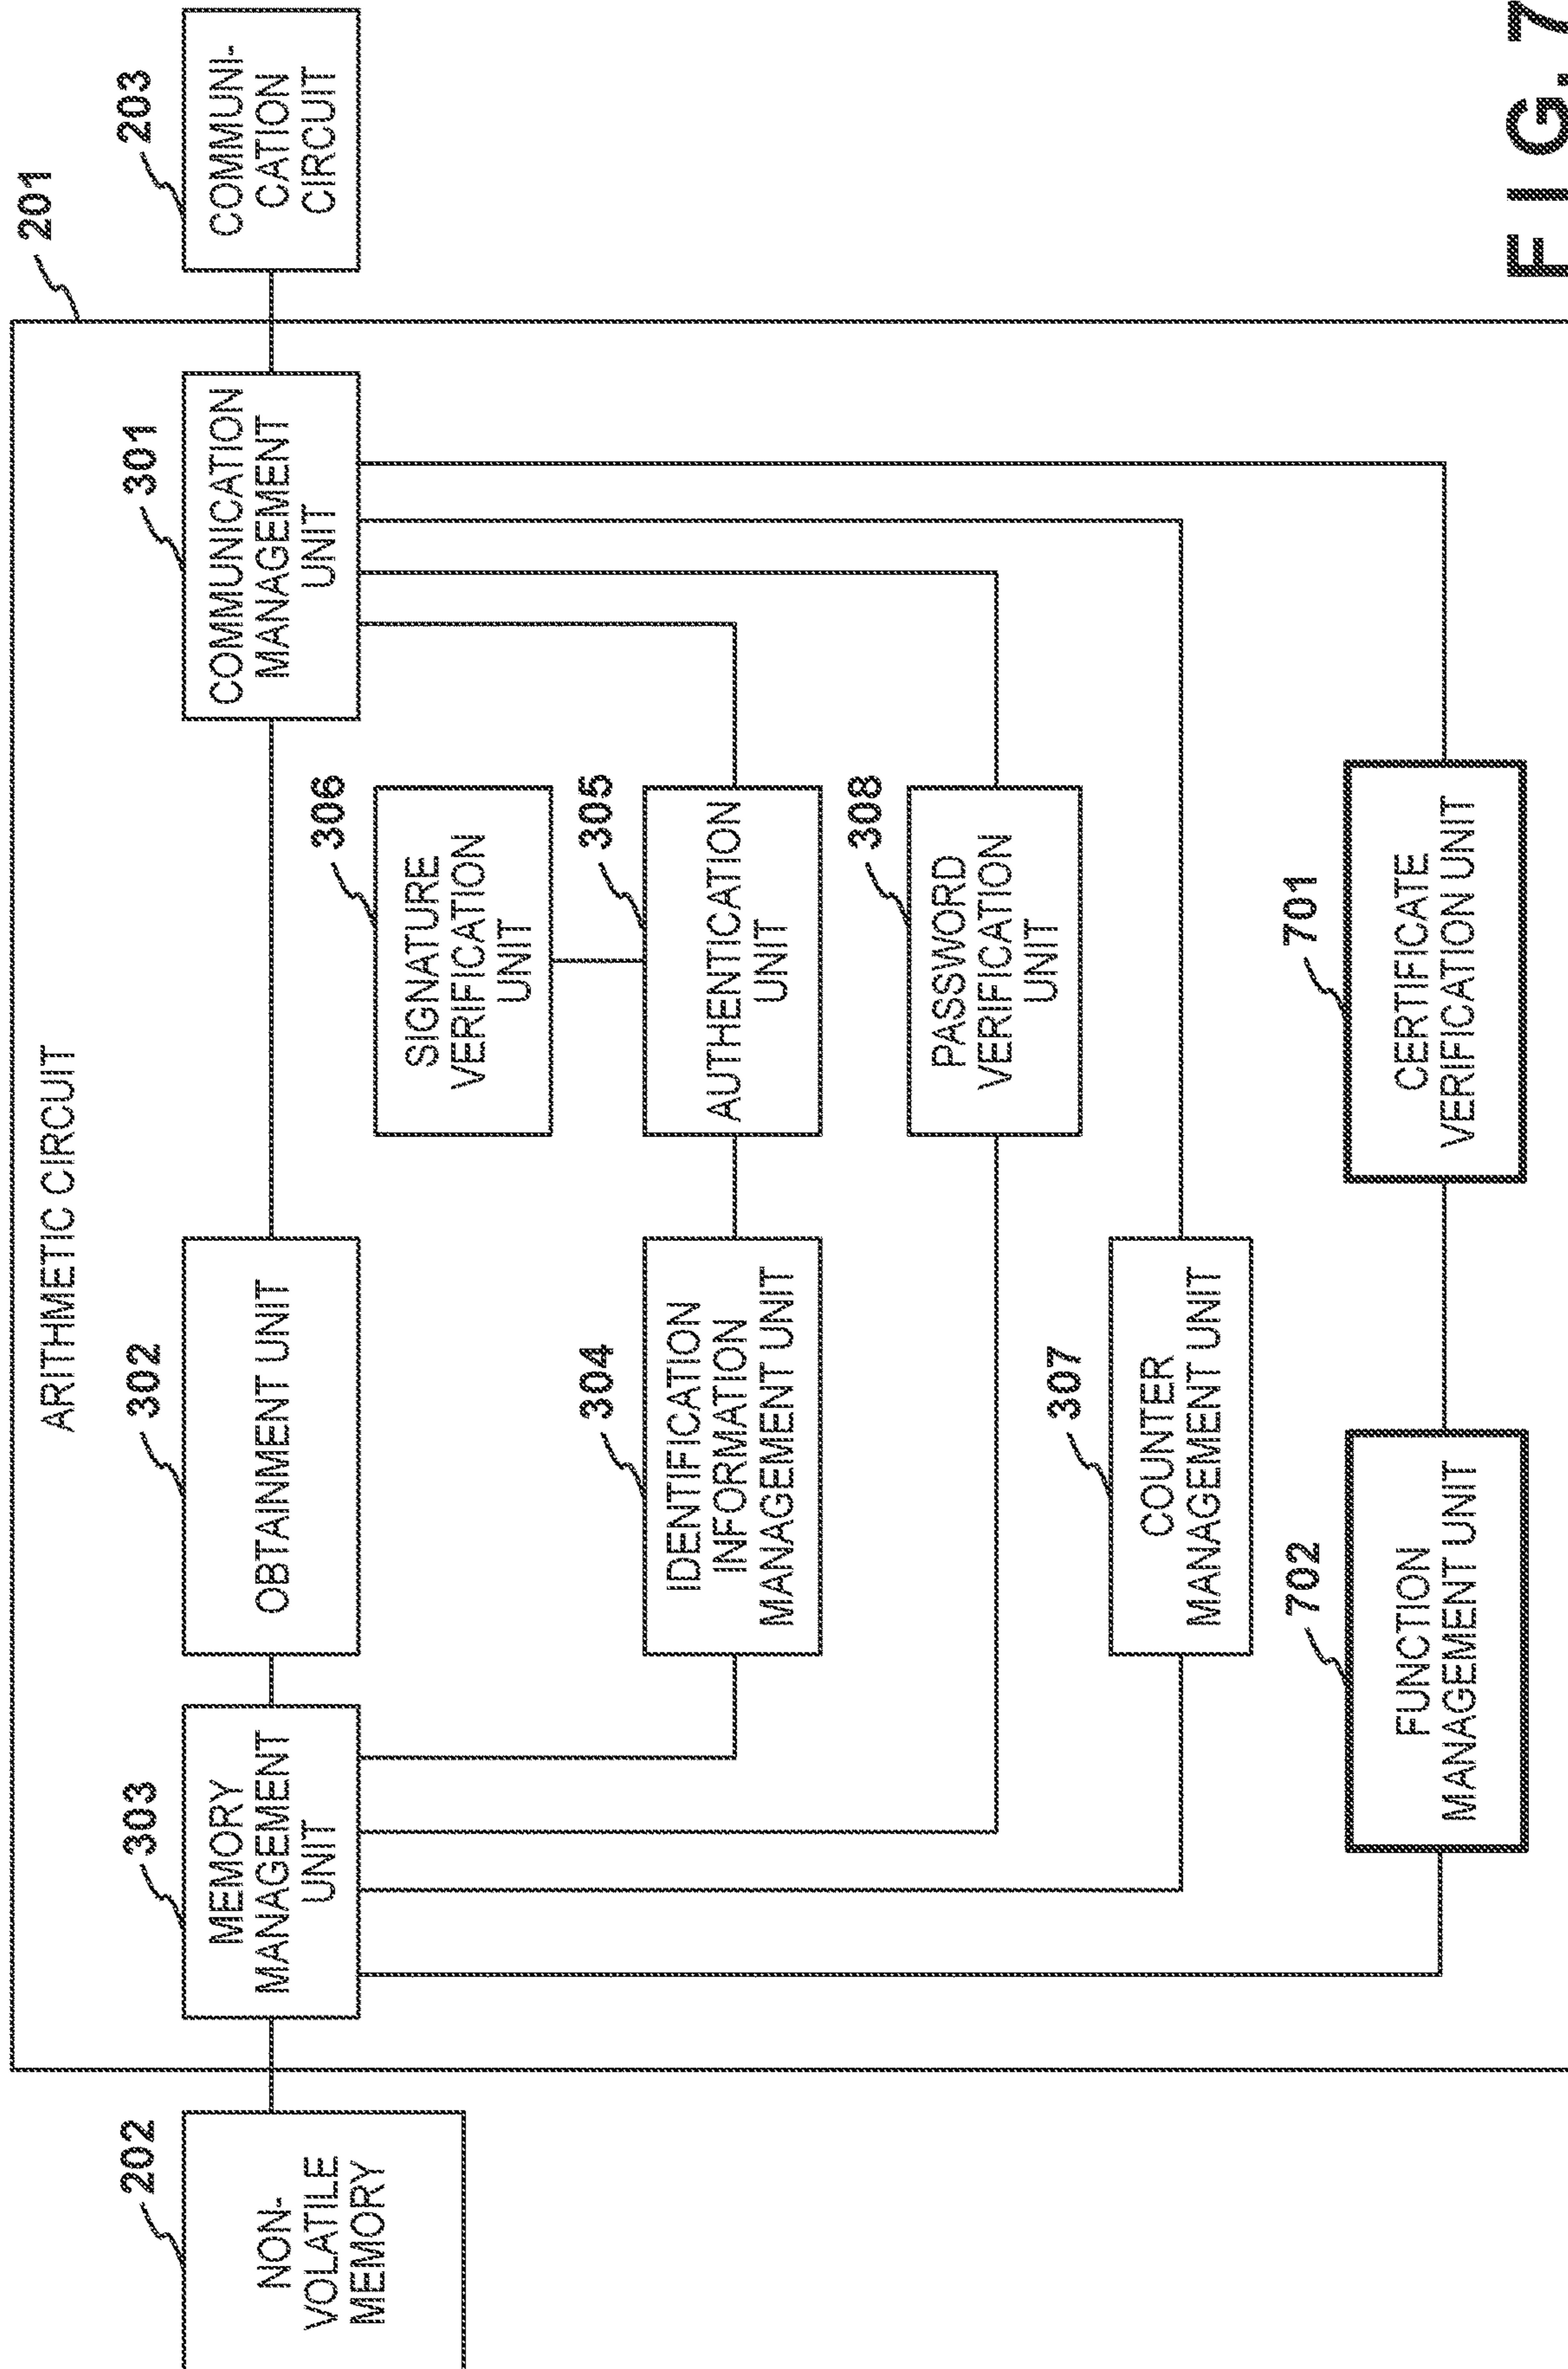 ARITHMETIC CIRCUIT
201
202
NON-
VOLATILE
MEMORY
303
MEMORY
MANAGEMENT
UNIT
302
OBTAINMENT UNIT
301
COMMUNICATION
MANAGEMENT
UNIT
203
COMMUNI-
CATION
CIRCUIT
306
SIGNATURE
VERIFICATION
UNIT
304
IDENTIFICATION
INFORMATION
MANAGEMENT UNIT
305
AUTHENTICATION
UNIT
308
PASSWORD
VERIFICATION
UNIT
307
COUNTER
MANAGEMENT UNIT
702
FUNCTION
MANAGEMENT UNIT
701
CERTIFICATE
VERIFICATION UNIT
FIG. 7